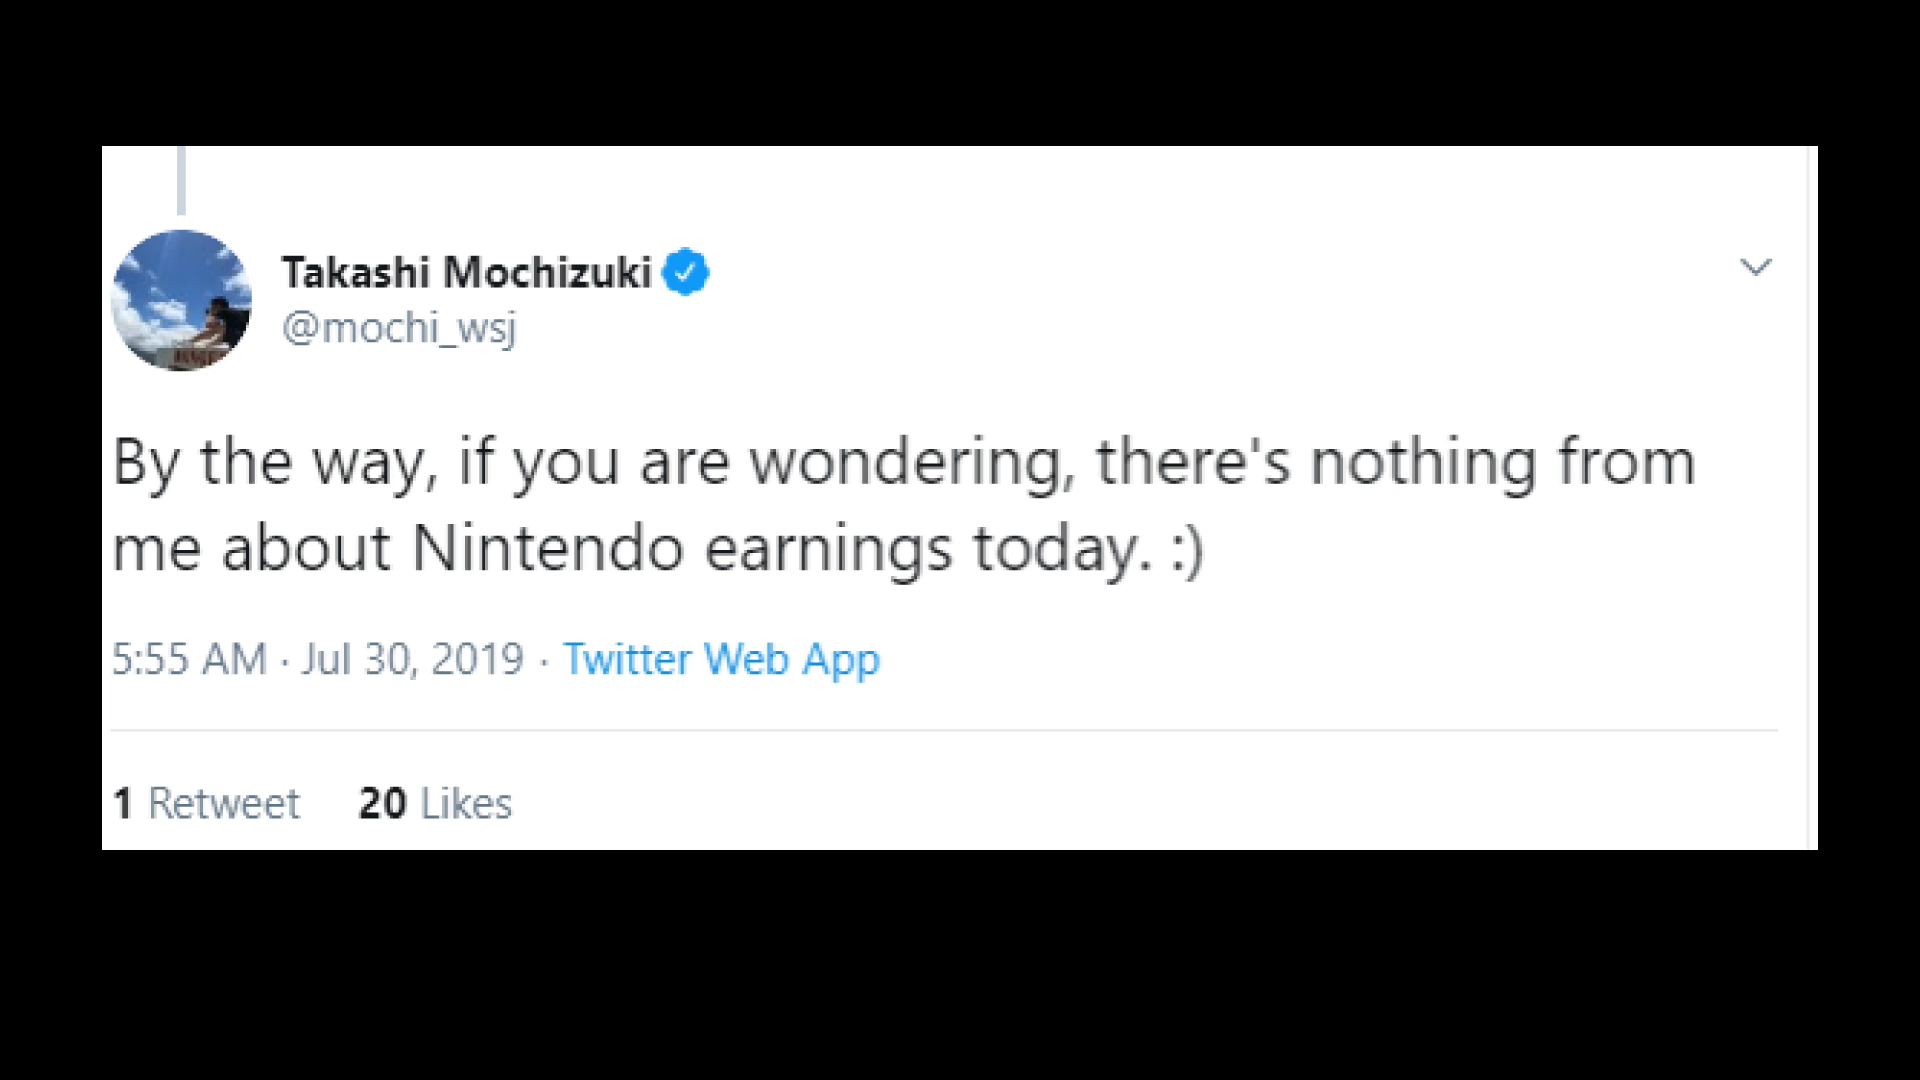 Takashi Mochizuki
@mochi_wsj
By the way, if you are wondering, there's nothing from
me about Nintendo earnings today. :)
5:55 AM · Jul 30, 2019 · Twitter Web App
1 Retweet 20 Likes